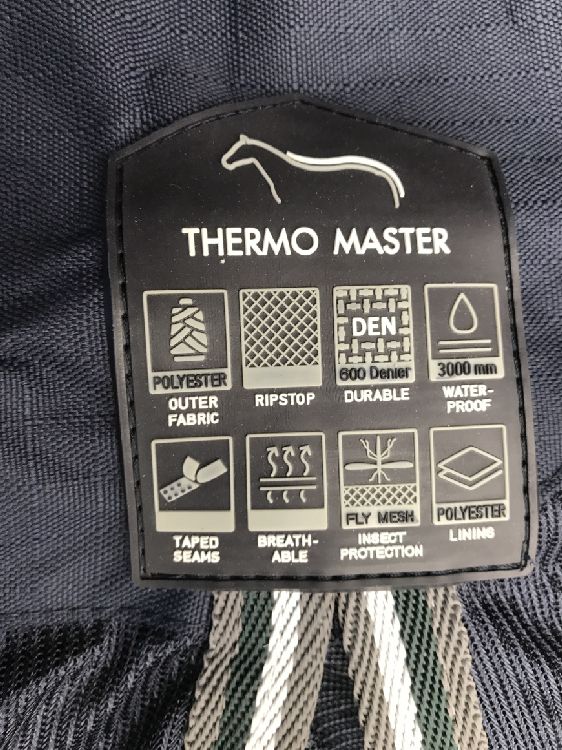 THERMO MASTER
POLYESTER
OUTER
FABRIC
RIPSTOP
DEN
600 Denier
DURABLE
3000 mm
WATER-
PROOF
TAPED
SEAMS
BREATH-
ABLE
FLY MESH
INSECT
PROTECTION
POLYESTER
LINING